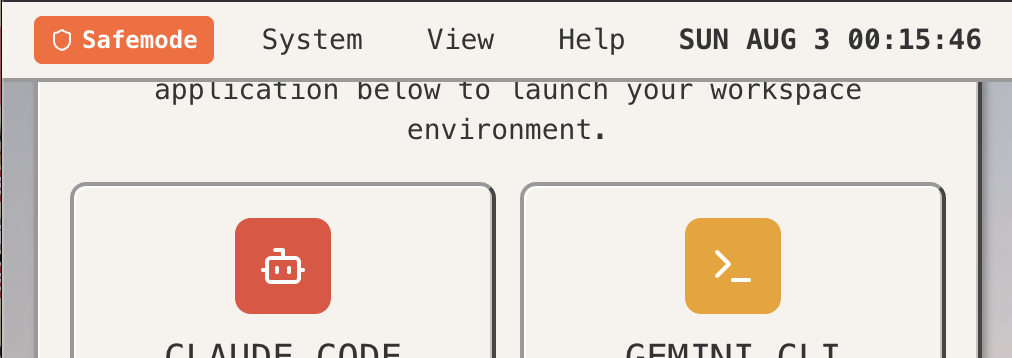 Safemode System View Help SUN AUG 3 00:15:46
application below to launch your workspace
environment.
CLAUDE CODE GEMINI CLI